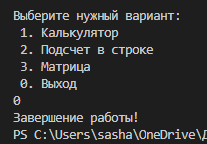 Выберите нужный вариант:
1. Калькулятор
2. Подсчет в строке
3. Матрица
0. Выход
0
Завершение работы!
PS C:\Users\sasha\OneDrive\